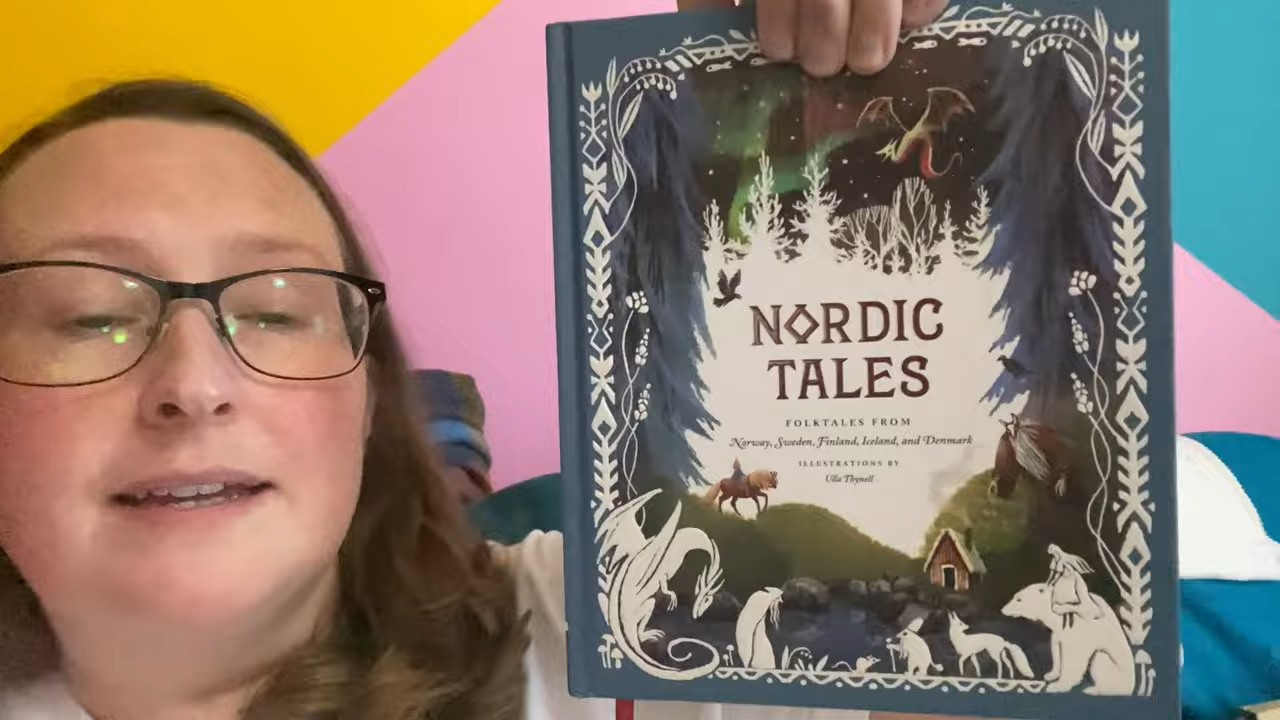 NORDIC
TALES
FOLKTALES FROM
Norway, Sweden, Finland, Iceland, and Denmark
ILLUSTRATIONS BY
Ulla Thynell